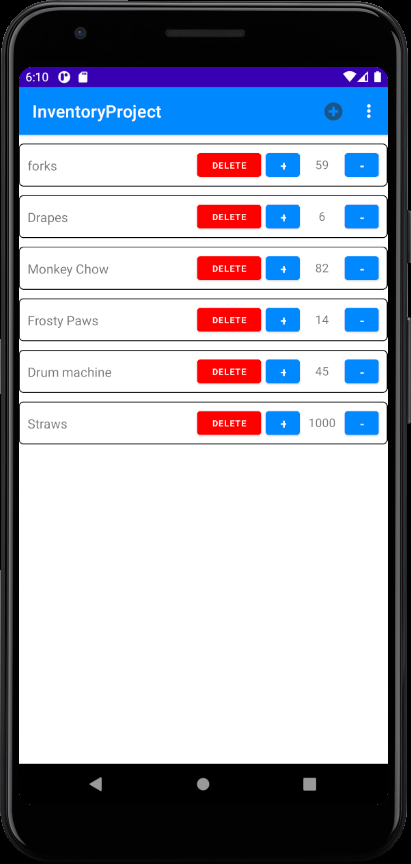 6:10
InventoryProject
forks DELETE + 59 -
Drapes DELETE + 6 -
Monkey Chow DELETE + 82 -
Frosty Paws DELETE + 14 -
Drum machine DELETE + 45 -
Straws DELETE + 1000 -